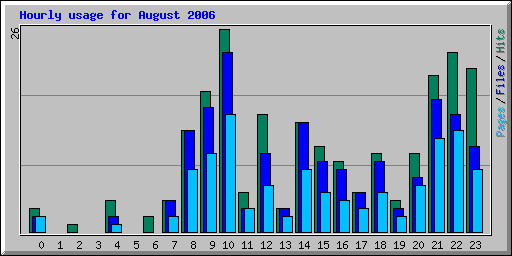 Hourly usage for August 2006
26
Pages/Files/Hits
0 1 2 3 4 5 6 7 8 9 10 11 12 13 14 15 16 17 18 19 20 21 22 23